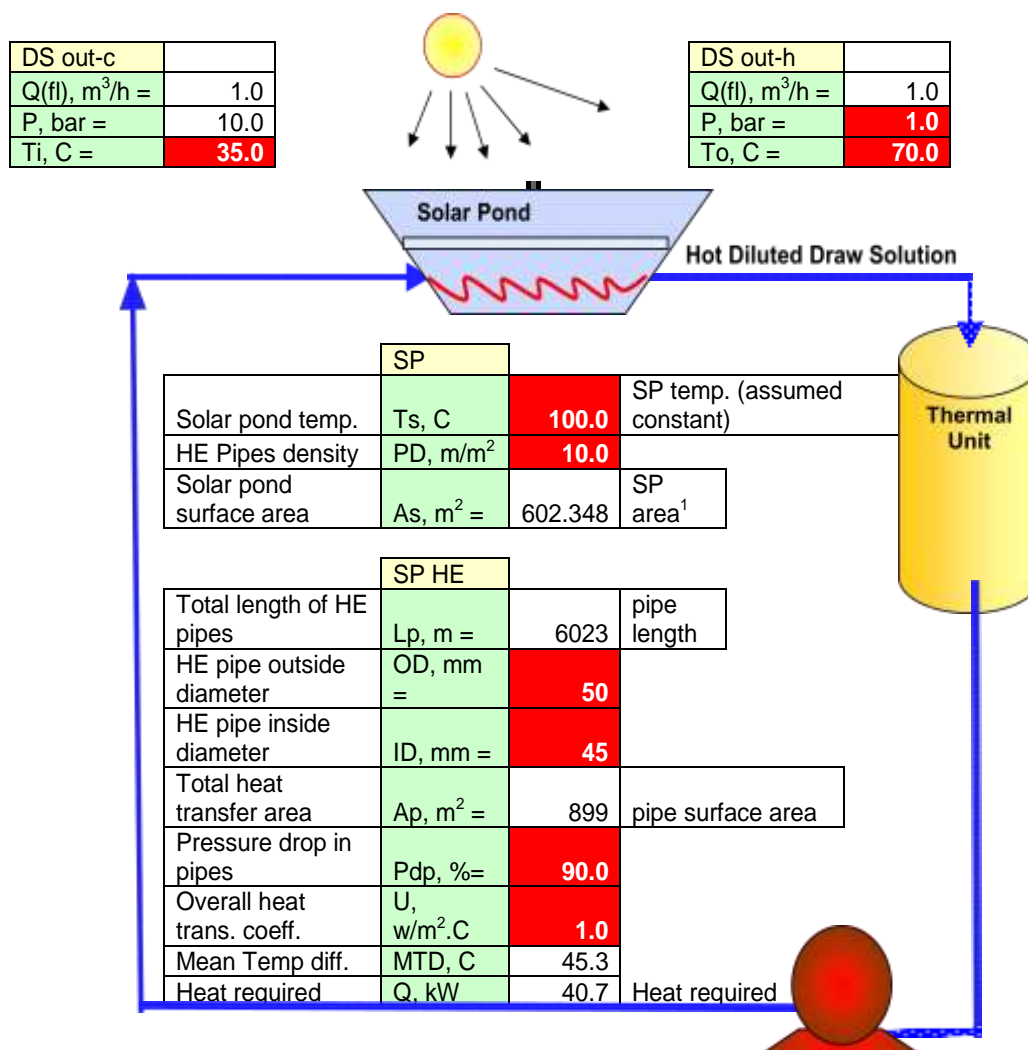 DS out-c
Q(fl), m³/h = 1.0
P, bar = 10.0
Ti, C = 35.0
DS out-h
Q(fl), m³/h = 1.0
P, bar = 1.0
To, C = 70.0
Solar Pond
Hot Diluted Draw Solution
Thermal
Unit
SP
Solar pond temp. Ts, C 100.0 SP temp. (assumed
constant)
HE Pipes density PD, m/m² 10.0
Solar pond
surface area As, m² = 602.348 SP
area¹
SP HE
Total length of HE
pipes Lp, m = 6023 pipe
length
HE pipe outside
diameter OD, mm
= 50
HE pipe inside
diameter ID, mm = 45
Total heat
transfer area Ap, m² = 899 pipe surface area
Pressure drop in
pipes Pdp, %= 90.0
Overall heat
trans. coeff. U,
w/m².C 1.0
Mean Temp diff. MTD, C 45.3
Heat required Q, kW 40.7 Heat required